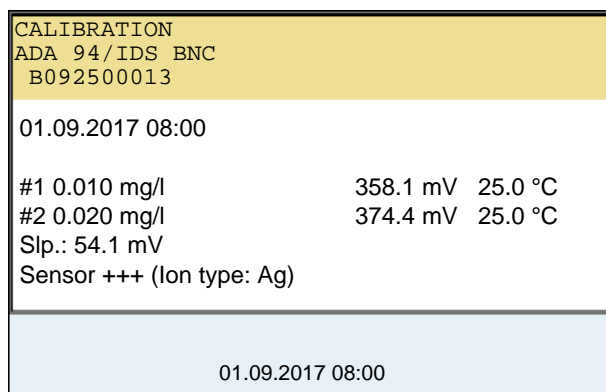 CALIBRATION
ADA 94/IDS BNC
B092500013
01.09.2017 08:00
#1 0.010 mg/l 358.1 mV 25.0 °C
#2 0.020 mg/l 374.4 mV 25.0 °C
Slp.: 54.1 mV
Sensor +++ (Ion type: Ag)
01.09.2017 08:00